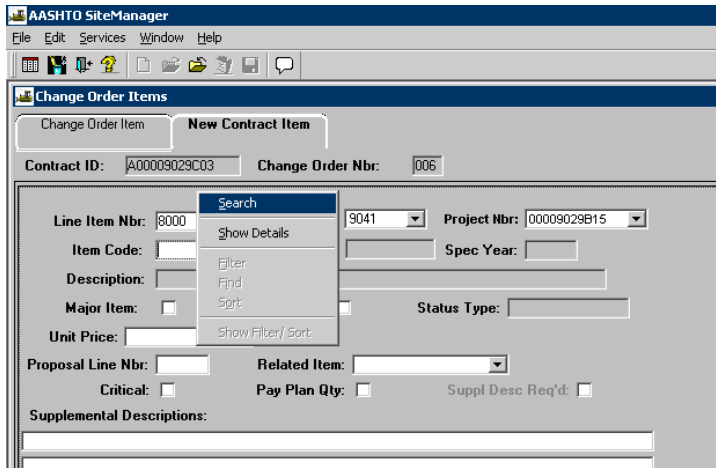 AASHTO SiteManager
File Edit Services Window Help
Change Order Items
Change Order Item New Contract Item
Contract ID: A00009029C03 Change Order Nbr: 006
Search
Line Item Nbr: 8000 9041 Project Nbr: 00009029B15
Show Details
Item Code: Spec Year:
Filter
Description: Find
Major Item: Sort Status Type:
Unit Price: Show Filter/ Sort
Proposal Line Nbr: Related Item:
Critical: Pay Plan Qty: Suppl Desc Req'd:
Supplemental Descriptions: